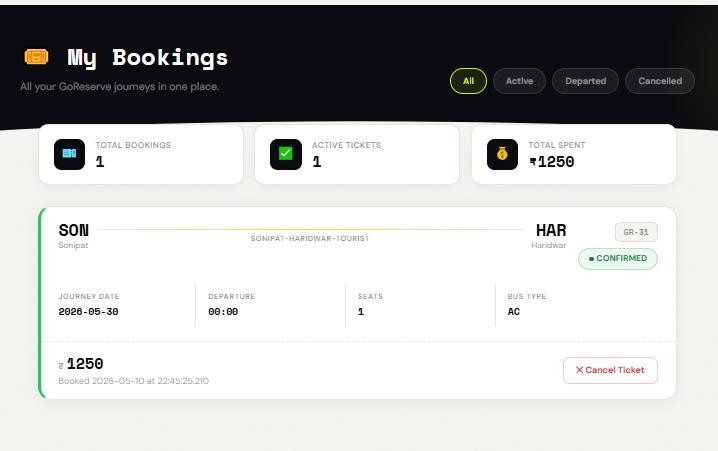 My Bookings
All your GoReserve journeys in one place.
All Active Departed Cancelled
TOTAL BOOKINGS
1
ACTIVE TICKETS
1
TOTAL SPENT
₹1250
SON
Sonipat
SONIPAT-HARIDWAR-TOURIST
HAR
Haridwar
GR-31
CONFIRMED
JOURNEY DATE
2026-05-30
DEPARTURE
00:00
SEATS
1
BUS TYPE
AC
₹ 1250
Booked 2026-05-10 at 22:45:25.210
✕ Cancel Ticket